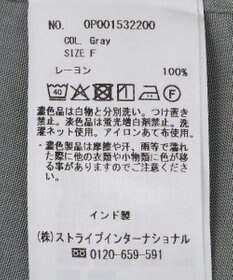 NO. 0P001532200
COL. Gray
SIZE F
レーヨン 100%
濃色品は白物と分別洗い。つけ置き
禁止。淡色品は蛍光増白剤禁止。洗
濯ネット使用。アイロンあて布使用。
・濃色製品は摩擦や汗、雨等で濡れ
た際に他の衣類や小物類に色が移
る事がありますのでご注意下さい。
インド製
(株)ストライプインターナショナル
☎ 0120-659-591